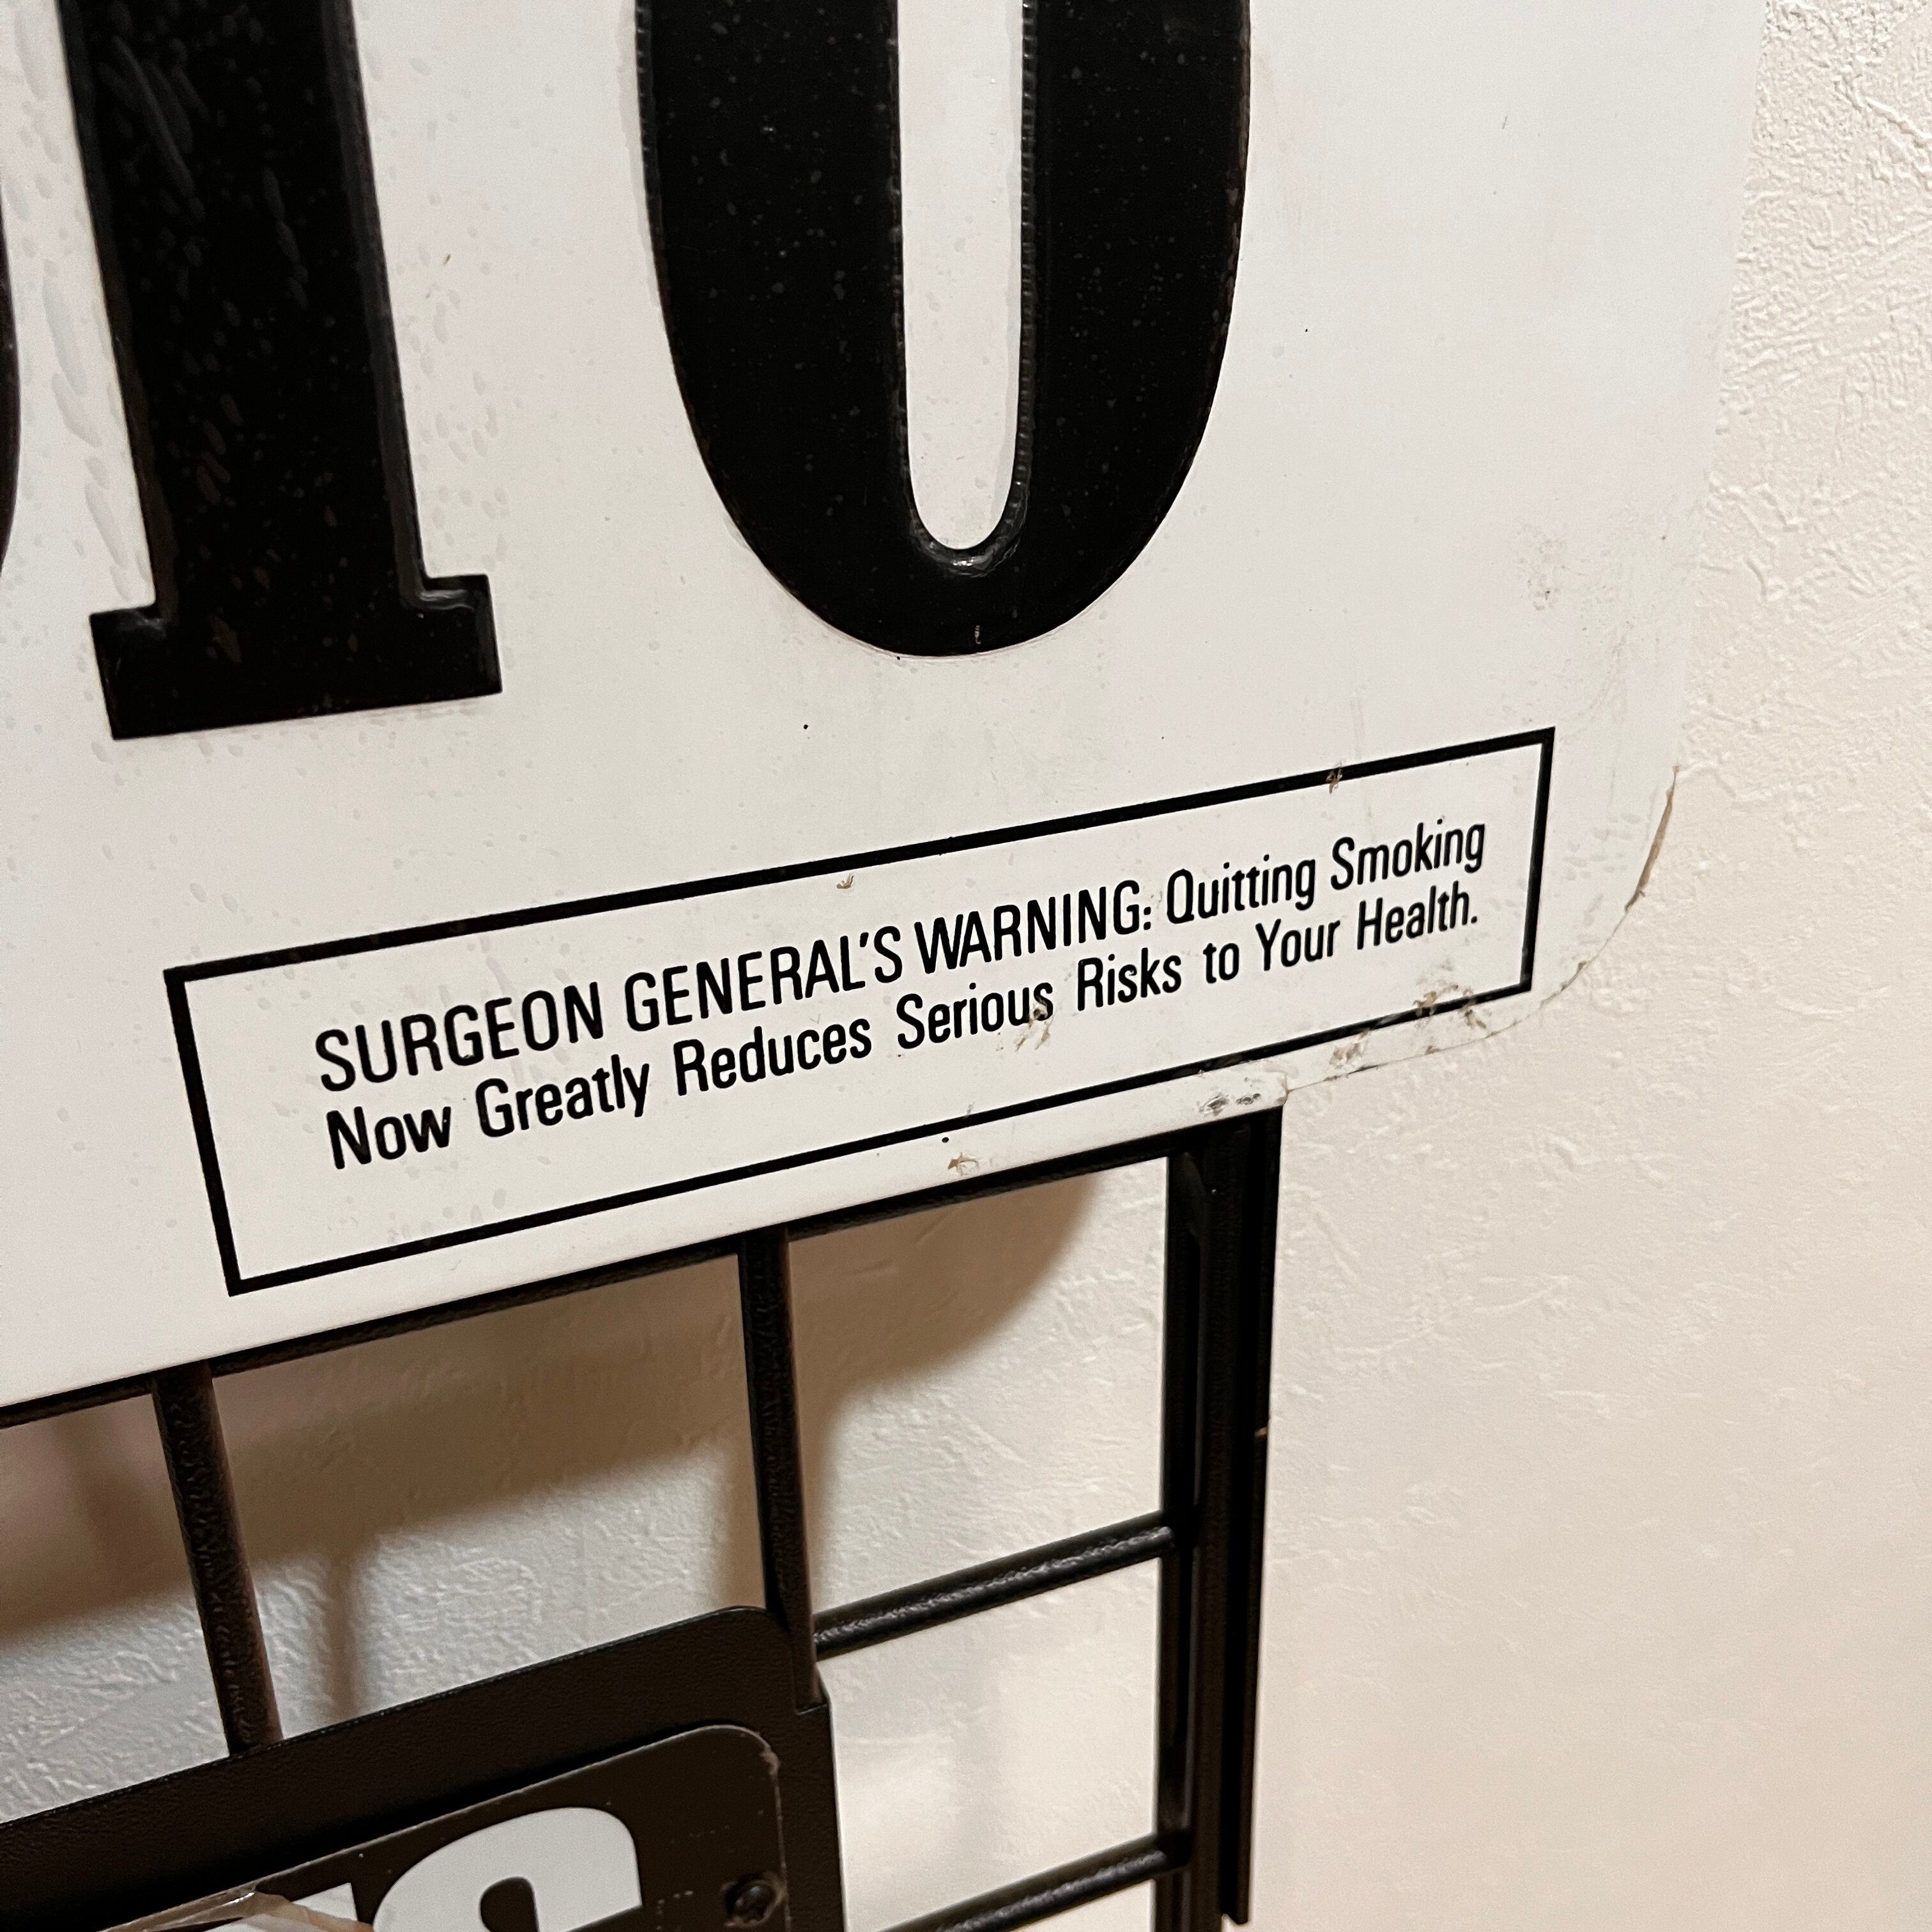 SURGEON GENERAL'S WARNING: Quitting Smoking
Now Greatly Reduces Serious Risks to Your Health.